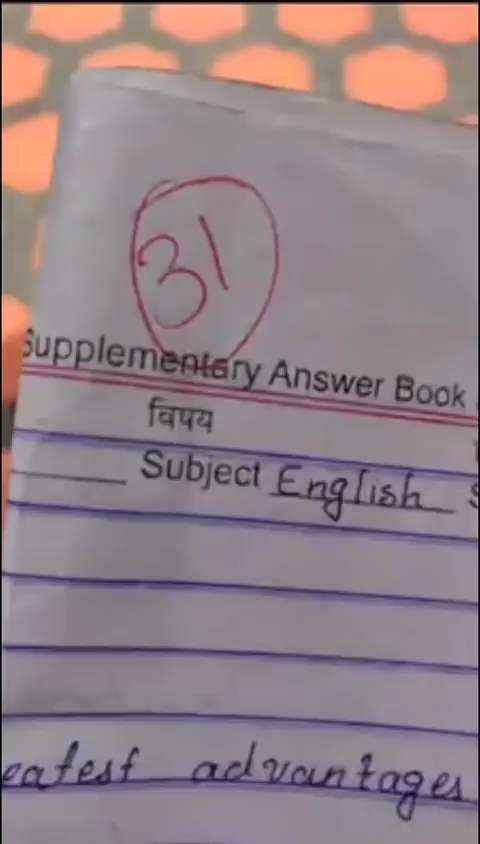 31
Supplementary Answer Book
विषय
Subject English
advantages